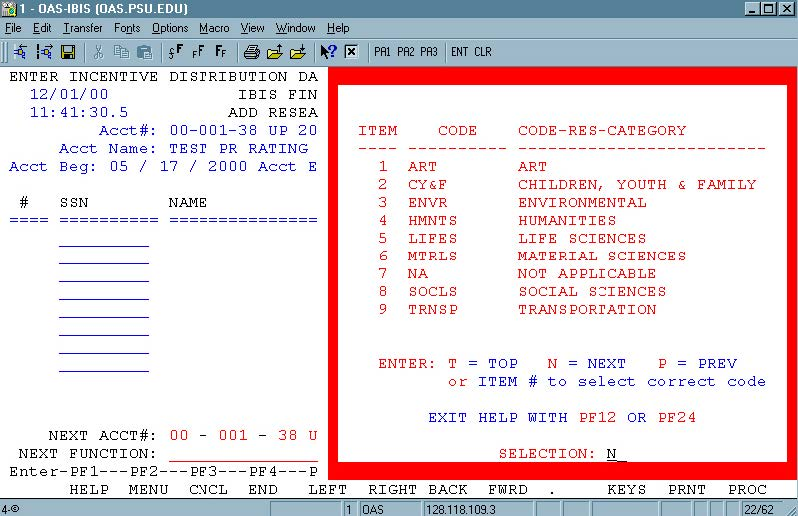 1 - OAS-IBIS (OAS.PSU.EDU)
File Edit Transfer Fonts Options Macro View Window Help
PA1 PA2 PA3 ENT CLR
ENTER INCENTIVE DISTRIBUTION DA
12/01/00 IBIS FIN
11:41:30.5 ADD RESEA
Acct#: 00-001-38 UP 20
Acct Name: TEST PR RATING
Acct Beg: 05 / 17 / 2000 Acct E
# SSN NAME
==== ========== ===============
NEXT ACCT#: 00 - 001 - 38 U
NEXT FUNCTION:
ITEM CODE CODE-RES-CATEGORY
---- ---------- -------------------------
1 ART ART
2 CY&F CHILDREN, YOUTH & FAMILY
3 ENVR ENVIRONMENTAL
4 HMNTS HUMANITIES
5 LIFES LIFE SCIENCES
6 MTRLS MATERIAL SCIENCES
7 NA NOT APPLICABLE
8 SOCLS SOCIAL SCIENCES
9 TRNSP TRANSPORTATION
ENTER: T = TOP N = NEXT P = PREV
or ITEM # to select correct code
EXIT HELP WITH PF12 OR PF24
SELECTION: N_
Enter-PF1---PF2---PF3---PF4---P
HELP MENU CNCL END LEFT RIGHT BACK FWRD . KEYS PRNT PROC
4-© 1 OAS 128.118.109.3 22/62